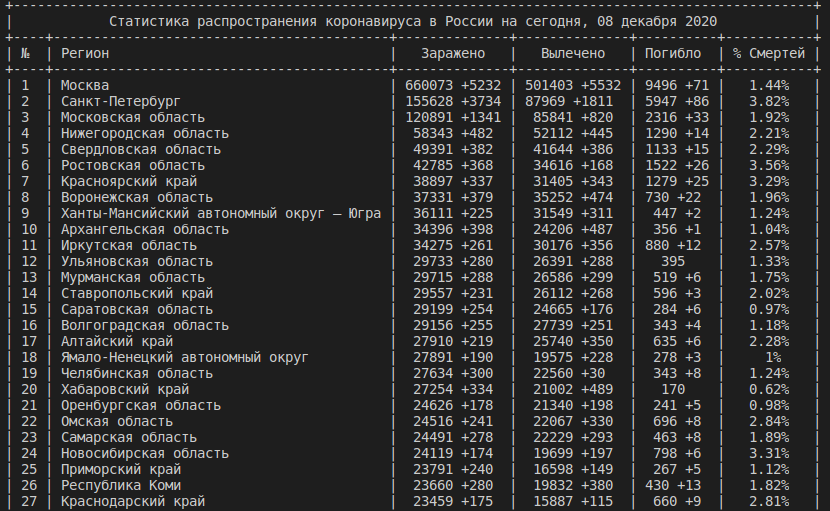 Статистика распространения коронавируса в России на сегодня, 08 декабря 2020
№ | Регион | Заражено | Вылечено | Погибло | % Смертей
1 | Москва | 660073 +5232 | 501403 +5532 | 9496 +71 | 1.44%
2 | Санкт-Петербург | 155628 +3734 | 87969 +1811 | 5947 +86 | 3.82%
3 | Московская область | 120891 +1341 | 85841 +820 | 2316 +33 | 1.92%
4 | Нижегородская область | 58343 +482 | 52112 +445 | 1290 +14 | 2.21%
5 | Свердловская область | 49391 +382 | 41644 +386 | 1133 +15 | 2.29%
6 | Ростовская область | 42785 +368 | 34616 +168 | 1522 +26 | 3.56%
7 | Красноярский край | 38897 +337 | 31405 +343 | 1279 +25 | 3.29%
8 | Воронежская область | 37331 +379 | 35252 +474 | 730 +22 | 1.96%
9 | Ханты-Мансийский автономный округ — Югра | 36111 +225 | 31549 +311 | 447 +2 | 1.24%
10 | Архангельская область | 34396 +398 | 24206 +487 | 356 +1 | 1.04%
11 | Иркутская область | 34275 +261 | 30176 +356 | 880 +12 | 2.57%
12 | Ульяновская область | 29733 +280 | 26391 +288 | 395 | 1.33%
13 | Мурманская область | 29715 +288 | 26586 +299 | 519 +6 | 1.75%
14 | Ставропольский край | 29557 +231 | 26112 +268 | 596 +3 | 2.02%
15 | Саратовская область | 29199 +254 | 24665 +176 | 284 +6 | 0.97%
16 | Волгоградская область | 29156 +255 | 27739 +251 | 343 +4 | 1.18%
17 | Алтайский край | 27910 +219 | 25740 +350 | 635 +6 | 2.28%
18 | Ямало-Ненецкий автономный округ | 27891 +190 | 19575 +228 | 278 +3 | 1%
19 | Челябинская область | 27634 +300 | 22560 +30 | 343 +8 | 1.24%
20 | Хабаровский край | 27254 +334 | 21002 +489 | 170 | 0.62%
21 | Оренбургская область | 24626 +178 | 21340 +198 | 241 +5 | 0.98%
22 | Омская область | 24516 +241 | 22067 +330 | 696 +8 | 2.84%
23 | Самарская область | 24491 +278 | 22229 +293 | 463 +8 | 1.89%
24 | Новосибирская область | 24119 +174 | 19699 +197 | 798 +6 | 3.31%
25 | Приморский край | 23791 +240 | 16598 +149 | 267 +5 | 1.12%
26 | Республика Коми | 23660 +280 | 19832 +380 | 430 +13 | 1.82%
27 | Краснодарский край | 23459 +175 | 15887 +115 | 660 +9 | 2.81%